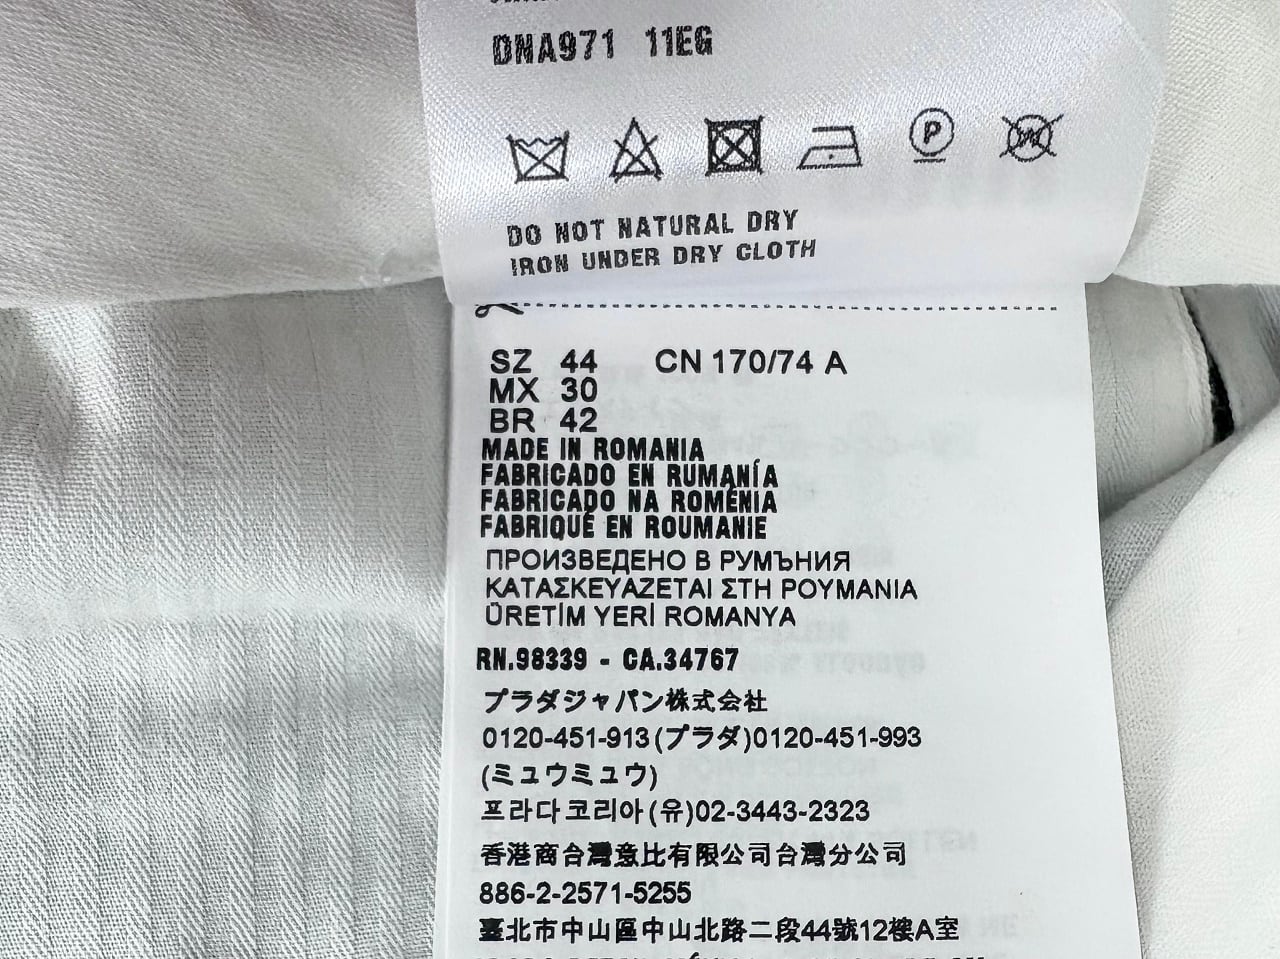 DNA971 11EG
P
W
DO NOT NATURAL DRY
IRON UNDER DRY CLOTH
SZ 44 CN 170/74 A
MX 30
BR 42
MADE IN ROMANIA
FABRICADO EN RUMANÍA
FABRICADO NA ROMÉNIA
FABRIQUÉ EN ROUMANIE
ПРОИЗВЕДЕНО В РУМЪНИЯ
ΚΑΤΑΣΚΕΥΑΖΕΤΑΙ ΣΤΗ ΡΟΥΜΑΝΙΑ
ÜRETİM YERİ ROMANYA
RN.98339 - CA.34767
プラダジャパン株式会社
0120-451-913(プラダ)0120-451-993
(ミュウミュウ)
프라다코리아(유)02-3443-2323
香港商台灣意比有限公司台灣分公司
886-2-2571-5255
臺北市中山區中山北路二段44號12樓A室